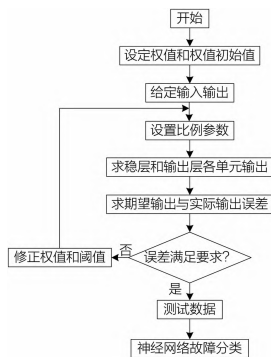 开始
设定权值和权值初始值
给定输入输出
设置比例参数
求稳层和输出层各单元输出
求期望输出与实际输出误差
误差满足要求?
否
修正权值和阈值
是
测试数据
神经网络故障分类